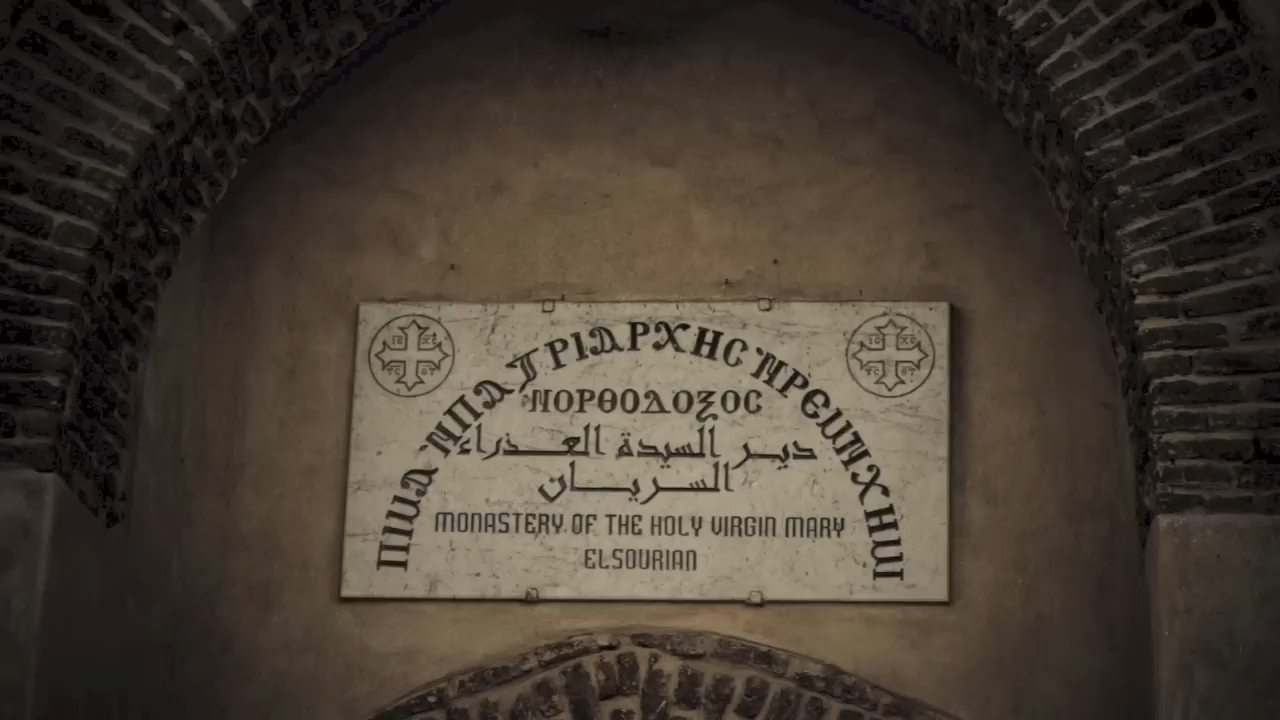 ⲠⲒⲘⲀ ⲘⲠⲀⲦⲢⲒⲀⲢⲬⲎⲤ ⲚⲢⲈⲘⲚⲬⲎⲘⲒ
ⲚⲞⲢⲐⲞⲆⲞⲜⲞⲤ
دير السيدة العذراء
السريان
MONASTERY OF THE HOLY VIRGIN MARY
ELSOURIAN